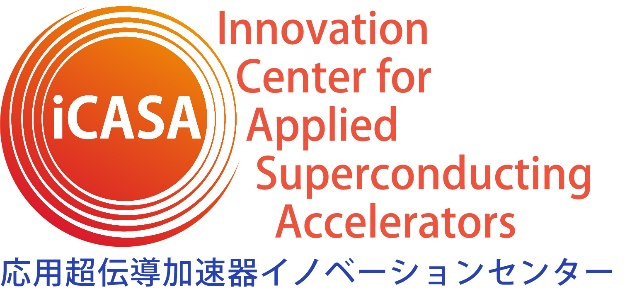 iCASA
Innovation
Center for
Applied
Superconducting
Accelerators
応用超伝導加速器イノベーションセンター